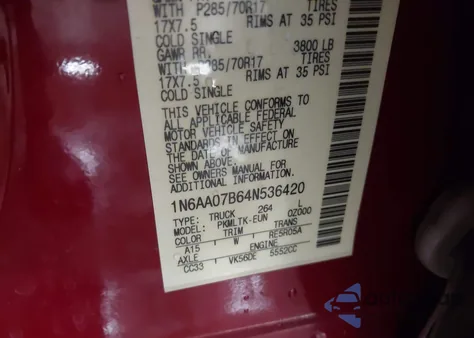 WITH P285/70R17 TIRES
17X7.5 RIMS AT 35 PSI
COLD SINGLE
GAWR RR. 3800 LB
WITH 285/70R17 TIRES
17X7.5 RIMS AT 35 PSI
COLD SINGLE
THIS VEHICLE CONFORMS TO
ALL APPLICABLE FEDERAL
MOTOR VEHICLE SAFETY
STANDARDS IN EFFECT ON
THE DATE OF MANUFACTURE
SHOWN ABOVE.
SEE OWNERS MANUAL FOR
ADDITIONAL INFORMATION
1N6AA07B64N536420
TYPE: TRUCK 264 L
MODEL: PKMLTK-EUN 0Z000
COLOR TRIM TRANS
A15 W RE5R05A
AXLE ENGINE
CC33 VK56DE 5552CC